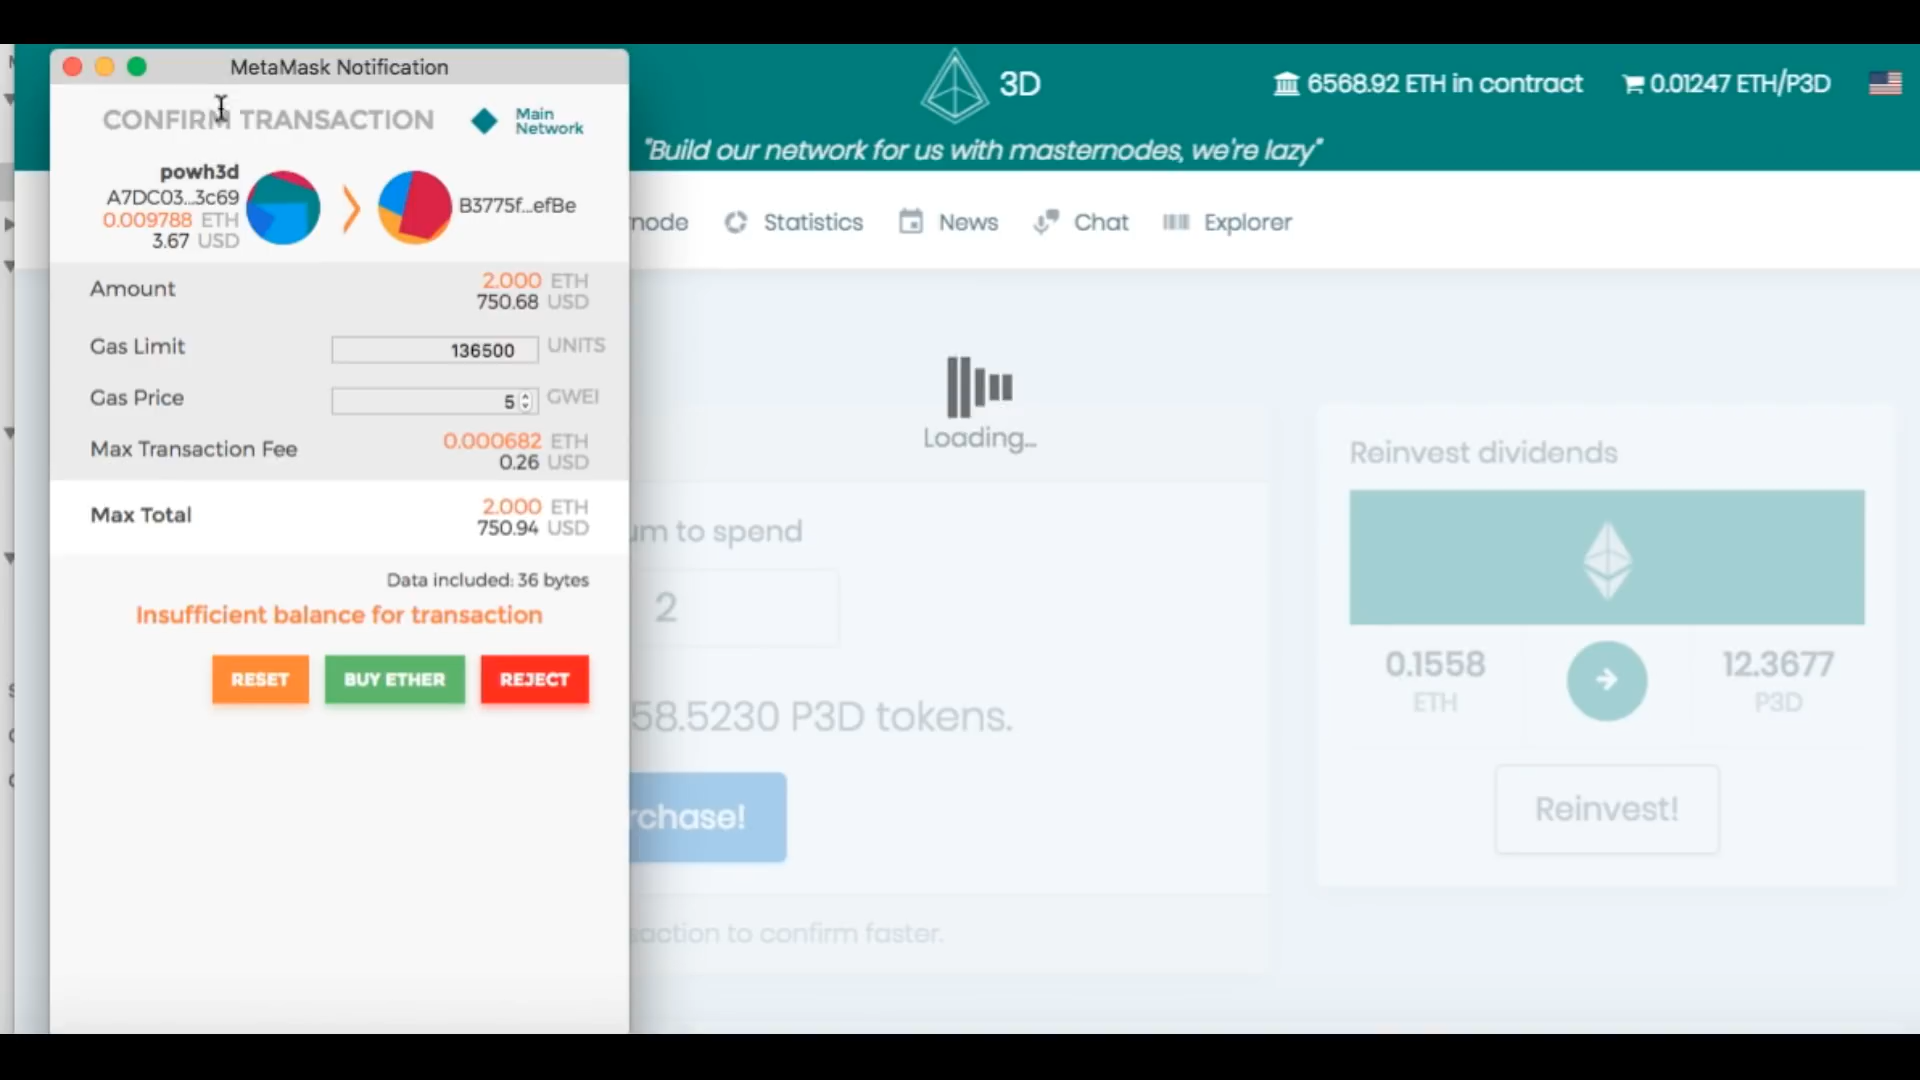 MetaMask Notification
CONFIRM TRANSACTION
Main
Network
powh3d
A7DC03...3c69
0.009788 ETH
3.67 USD
B3775f...efBe
Amount
2.000 ETH
750.68 USD
Gas Limit
136500 UNITS
Gas Price
5 GWEI
Max Transaction Fee
0.000682 ETH
0.26 USD
Max Total
2.000 ETH
750.94 USD
Data included: 36 bytes
Insufficient balance for transaction
RESET
BUY ETHER
REJECT
3D
6568.92 ETH in contract
0.01247 ETH/P3D
"Build our network for us with masternodes, we're lazy"
node
Statistics
News
Chat
Explorer
Loading...
um to spend
2
58.5230 P3D tokens.
rchase!
saction to confirm faster.
Reinvest dividends
0.1558
ETH
12.3677
P3D
Reinvest!